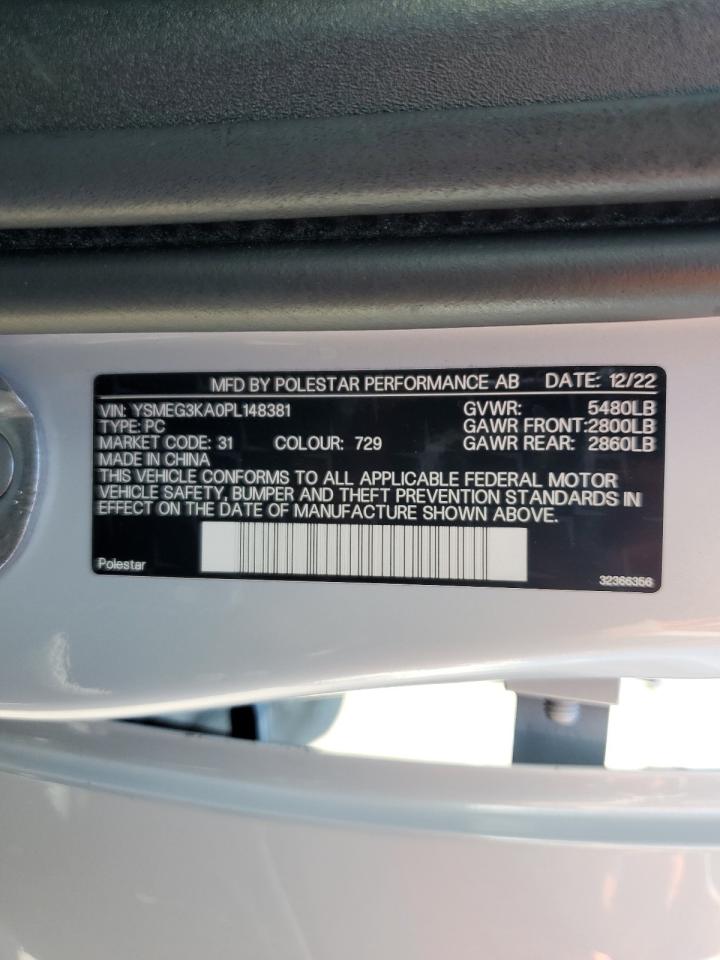 MFD BY POLESTAR PERFORMANCE AB DATE: 12/22
VIN: YSMEG3KA0PL148381 GVWR: 5480LB
TYPE: PC GAWR FRONT: 2800LB
MARKET CODE: 31 COLOUR: 729 GAWR REAR: 2860LB
MADE IN CHINA
THIS VEHICLE CONFORMS TO ALL APPLICABLE FEDERAL MOTOR
VEHICLE SAFETY, BUMPER AND THEFT PREVENTION STANDARDS IN
EFFECT ON THE DATE OF MANUFACTURE SHOWN ABOVE.
Polestar 32366356